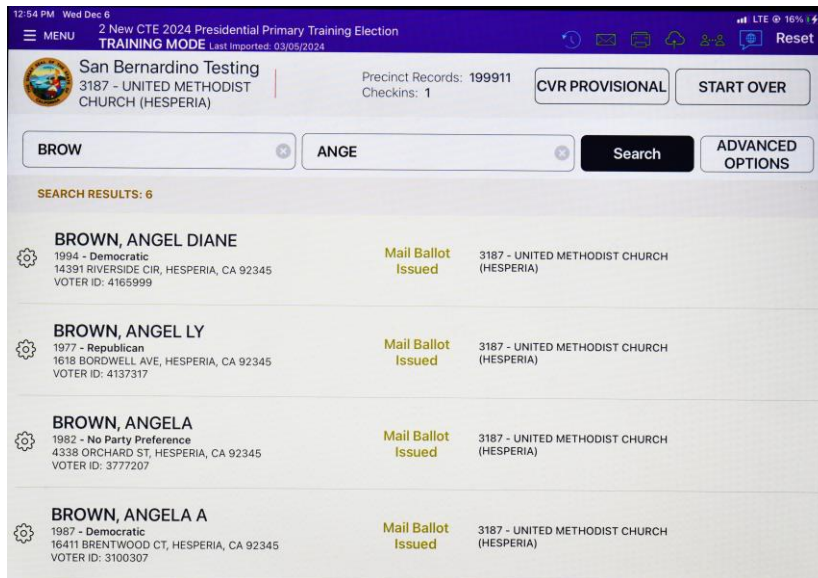 12:54 PM Wed Dec 6
LTE 16%
MENU
2 New CTE 2024 Presidential Primary Training Election
TRAINING MODE Last Imported: 03/05/2024
Reset
San Bernardino Testing
3187 - UNITED METHODIST
CHURCH (HESPERIA)
Precinct Records: 199911
Checkins: 1
CVR PROVISIONAL
START OVER
BROW
ANGE
Search
ADVANCED
OPTIONS
SEARCH RESULTS: 6
BROWN, ANGEL DIANE
1994 - Democratic
14391 RIVERSIDE CIR, HESPERIA, CA 92345
VOTER ID: 4165999
Mail Ballot
Issued
3187 - UNITED METHODIST CHURCH
(HESPERIA)
BROWN, ANGEL LY
1977 - Republican
1618 BORDWELL AVE, HESPERIA, CA 92345
VOTER ID: 4137317
Mail Ballot
Issued
3187 - UNITED METHODIST CHURCH
(HESPERIA)
BROWN, ANGELA
1982 - No Party Preference
4338 ORCHARD ST, HESPERIA, CA 92345
VOTER ID: 3777207
Mail Ballot
Issued
3187 - UNITED METHODIST CHURCH
(HESPERIA)
BROWN, ANGELA A
1987 - Democratic
16411 BRENTWOOD CT, HESPERIA, CA 92345
VOTER ID: 3100307
Mail Ballot
Issued
3187 - UNITED METHODIST CHURCH
(HESPERIA)